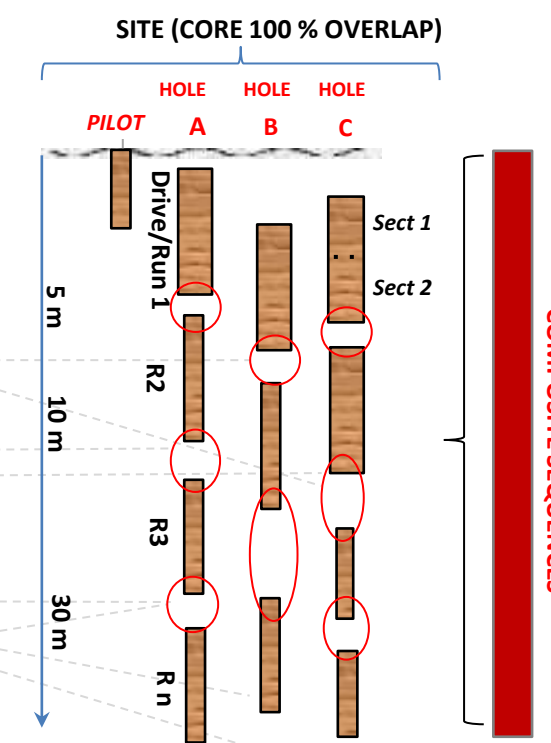 SITE (CORE 100 % OVERLAP)
HOLE HOLE HOLE
PILOT A B C
Drive/Run 1
Sect 1
Sect 2
5 m
R2
10 m
R3
30 m
R n